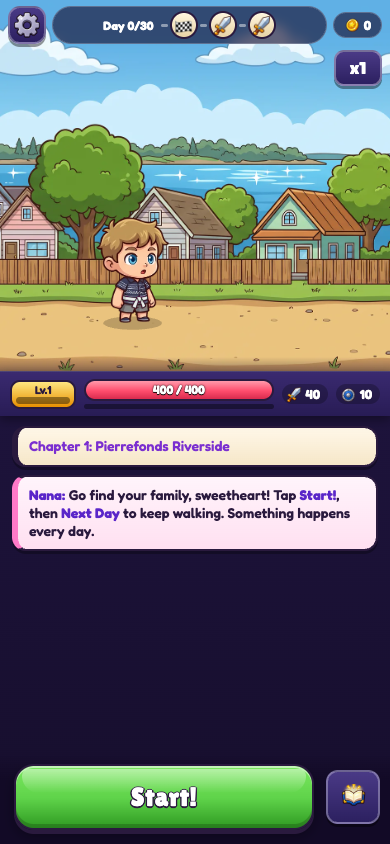 Day 0/30
0
x1
Lv.1
400 / 400
40
10
Chapter 1: Pierrefonds Riverside
Nana: Go find your family, sweetheart! Tap Start!,
then Next Day to keep walking. Something happens
every day.
Start!